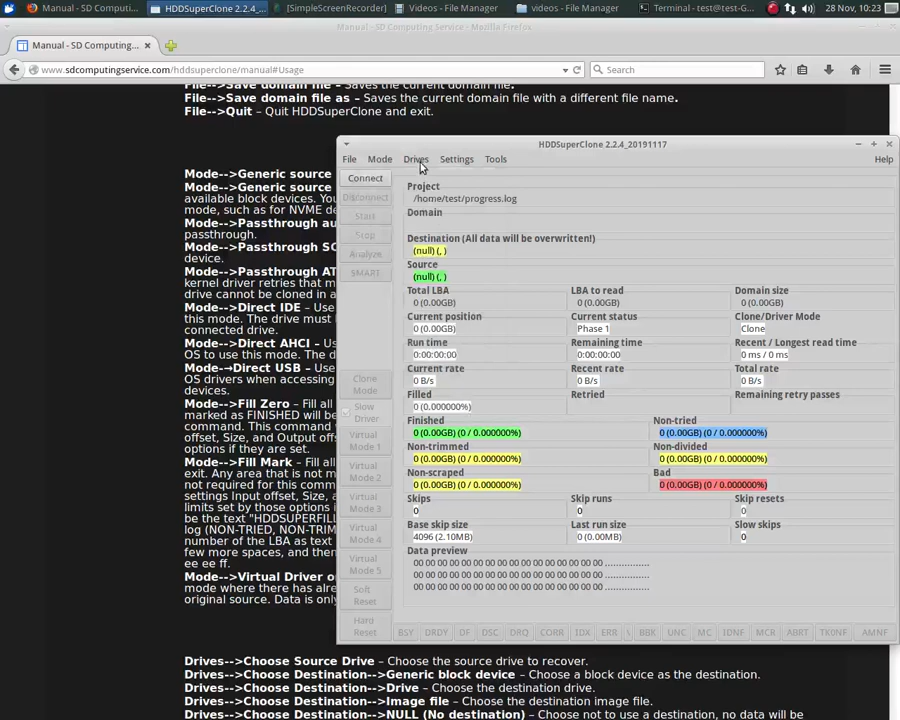 Manual - SD Computing...
HDDSuperClone 2.2.4_...
[SimpleScreenRecorder]
Videos - File Manager
videos - File Manager
Terminal - test@test-G...
28 Nov, 10:23
Manual - SD Computing Service - Mozilla Firefox
Manual - SD Computing...
www.sdcomputingservice.com/hddsuperclone/manual#Usage
Search
File-->Save domain file – Saves the current domain file.
File-->Save domain file as – Saves the current domain file with a different file name.
File-->Quit – Quit HDDSuperClone and exit.
Mode-->Generic source
Mode-->Generic source
available block devices. You
mode, such as for NVME de
Mode-->Passthrough au
passthrough.
Mode-->Passthrough SC
device.
Mode-->Passthrough AT
kernel driver retries that m
drive cannot be cloned in a
Mode-->Direct IDE – Use
this mode. The drive must
connected drive.
Mode-->Direct AHCI – Us
OS to use this mode. The d
Mode-→Direct USB – Use
OS drivers when accessing
devices.
Mode-->Fill Zero – Fill all
marked as FINISHED will be
command. This command
offset, Size, and Output offs
options if they are set.
Mode-->Fill Mark – Fill all
exit. Any area that is not m
not required for this comm
settings Input offset, Size, a
limits set by those options i
be the text "HDDSUPERFILL
log (NON-TRIED, NON-TRIM
number of the LBA as text
few more spaces, and then
ee ee ff.
Mode-->Virtual Driver or
mode where there has alre
original source. Data is only
Drives-->Choose Source Drive – Choose the source drive to recover.
Drives-->Choose Destination-->Generic block device – Choose a block device as the destination.
Drives-->Choose Destination-->Drive – Choose the destination drive.
Drives-->Choose Destination-->Image file – Choose the destination image file.
Drives-->Choose Destination-->NULL (No destination) – Choose not to use a destination, no data will be
HDDSuperClone 2.2.4_20191117
File Mode Drives Settings Tools Help
Connect
Disconnect
Start
Stop
Analyze
SMART
Clone
Mode
Slow
Driver
Virtual
Mode 1
Virtual
Mode 2
Virtual
Mode 3
Virtual
Mode 4
Virtual
Mode 5
Soft
Reset
Hard
Reset
Project
/home/test/progress.log
Domain
Destination (All data will be overwritten!)
(null) (, )
Source
(null) (, )
Total LBA LBA to read Domain size
0 (0.00GB) 0 (0.00GB) 0 (0.00GB)
Current position Current status Clone/Driver Mode
0 (0.00GB) Phase 1 Clone
Run time Remaining time Recent / Longest read time
0:00:00:00 0:00:00:00 0 ms / 0 ms
Current rate Recent rate Total rate
0 B/s 0 B/s 0 B/s
Filled Retried Remaining retry passes
0 (0.000000%)
Finished Non-tried
0 (0.00GB) (0 / 0.000000%) 0 (0.00GB) (0 / 0.000000%)
Non-trimmed Non-divided
0 (0.00GB) (0 / 0.000000%) 0 (0.00GB) (0 / 0.000000%)
Non-scraped Bad
0 (0.00GB) (0 / 0.000000%) 0 (0.00GB) (0 / 0.000000%)
Skips Skip runs Skip resets
0 0 0
Base skip size Last run size Slow skips
4096 (2.10MB) 0 (0.00MB) 0
Data preview
00 00 00 00 00 00 00 00 00 00 00 00 00 00 00 00 ................
00 00 00 00 00 00 00 00 00 00 00 00 00 00 00 00 ................
00 00 00 00 00 00 00 00 00 00 00 00 00 00 00 00 ................
BSY DRDY DF DSC DRQ CORR IDX ERR BBK UNC MC IDNF MCR ABRT TK0NF AMNF